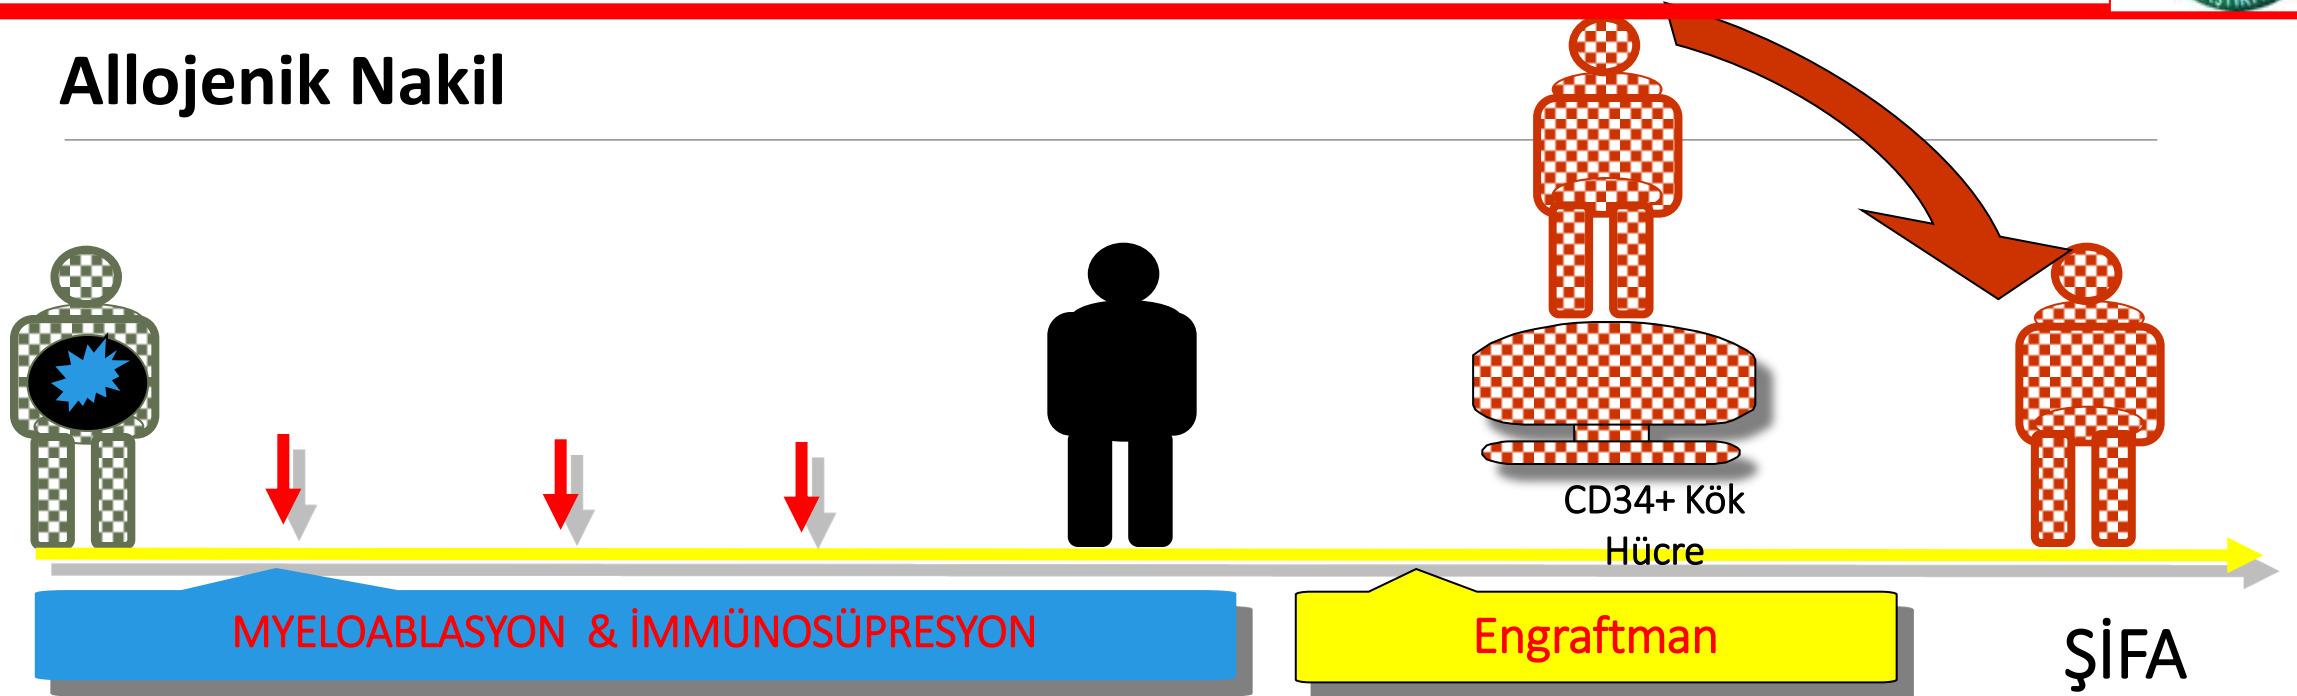 Allojenik Nakil
CD34+ Kök
Hücre
MYELOABLASYON & İMMÜNOSÜPRESYON
Engraftman
ŞİFA